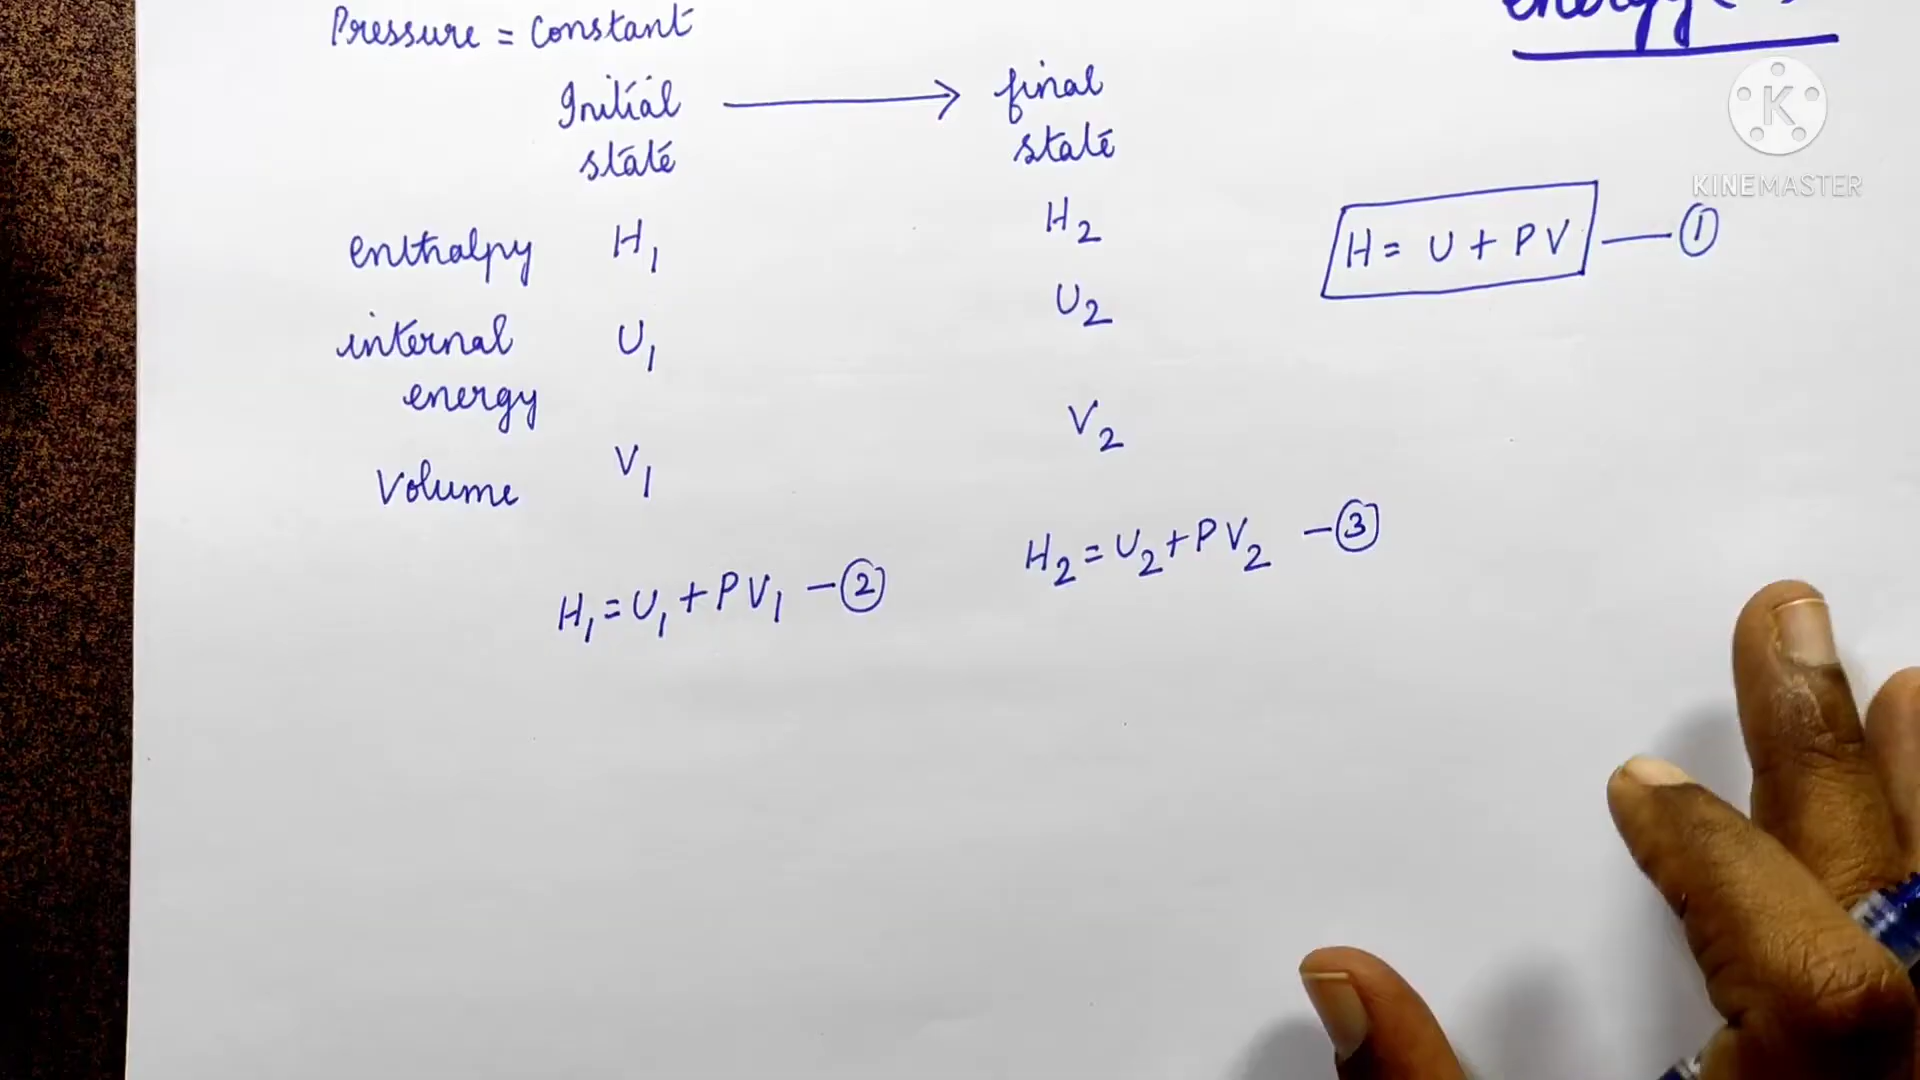 Pressure = Constant
energy (
Initial → final
state state
KINEMASTER
enthalpy H₁ H₂
H = U + PV — ①
internal U₁ U₂
energy
Volume V₁ V₂
H₁ = U₁ + PV₁ – ②
H₂ = U₂ + PV₂ – ③